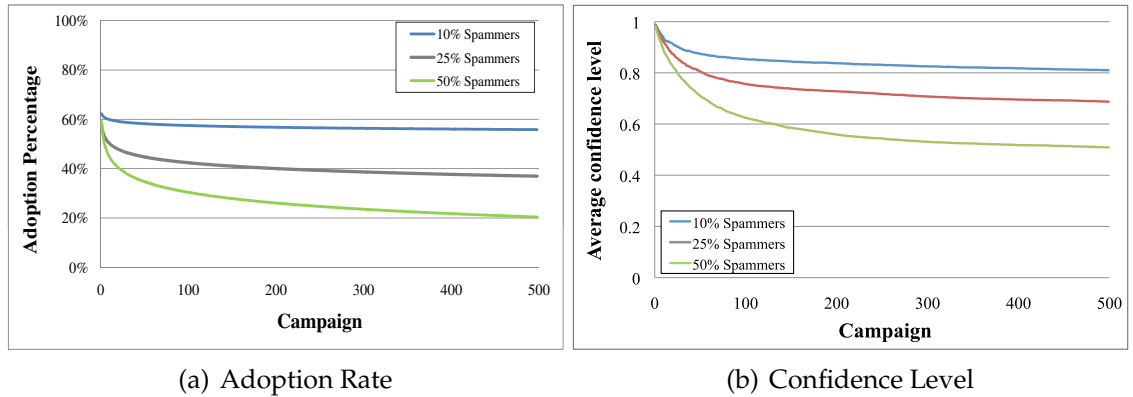 100%
80%
60%
40%
20%
0%
Adoption Percentage
10% Spammers
25% Spammers
50% Spammers
0 100 200 300 400 500
Campaign
(a) Adoption Rate
1
0.8
0.6
0.4
0.2
0
Average confidence level
10% Spammers
25% Spammers
50% Spammers
0 100 200 300 400 500
Campaign
(b) Confidence Level